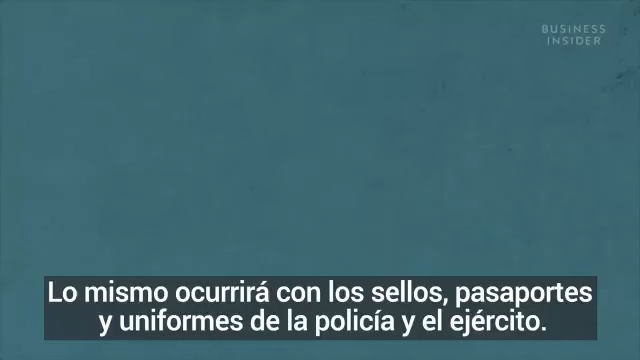 BUSINESS
INSIDER
Lo mismo ocurrirá con los sellos, pasaportes
y uniformes de la policía y el ejército.